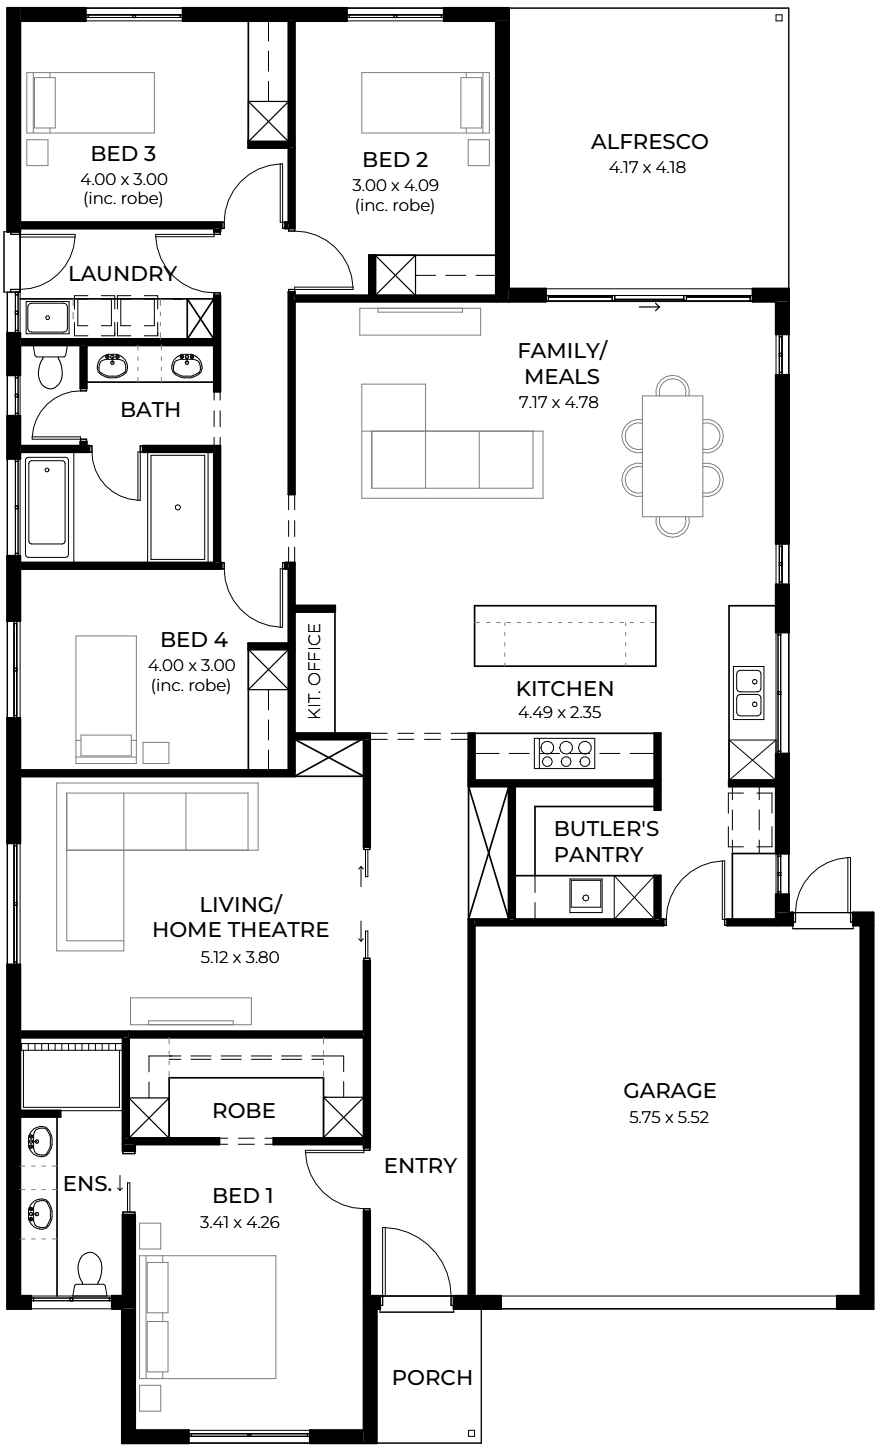 BED 3
4.00 x 3.00
(inc. robe)
BED 2
3.00 x 4.09
(inc. robe)
ALFRESCO
4.17 x 4.18
LAUNDRY
FAMILY/
MEALS
7.17 x 4.78
BATH
BED 4
4.00 x 3.00
(inc. robe)
KIT. OFFICE
KITCHEN
4.49 x 2.35
BUTLER'S
PANTRY
LIVING/
HOME THEATRE
5.12 x 3.80
ROBE
GARAGE
5.75 x 5.52
ENTRY
ENS.
BED 1
3.41 x 4.26
PORCH